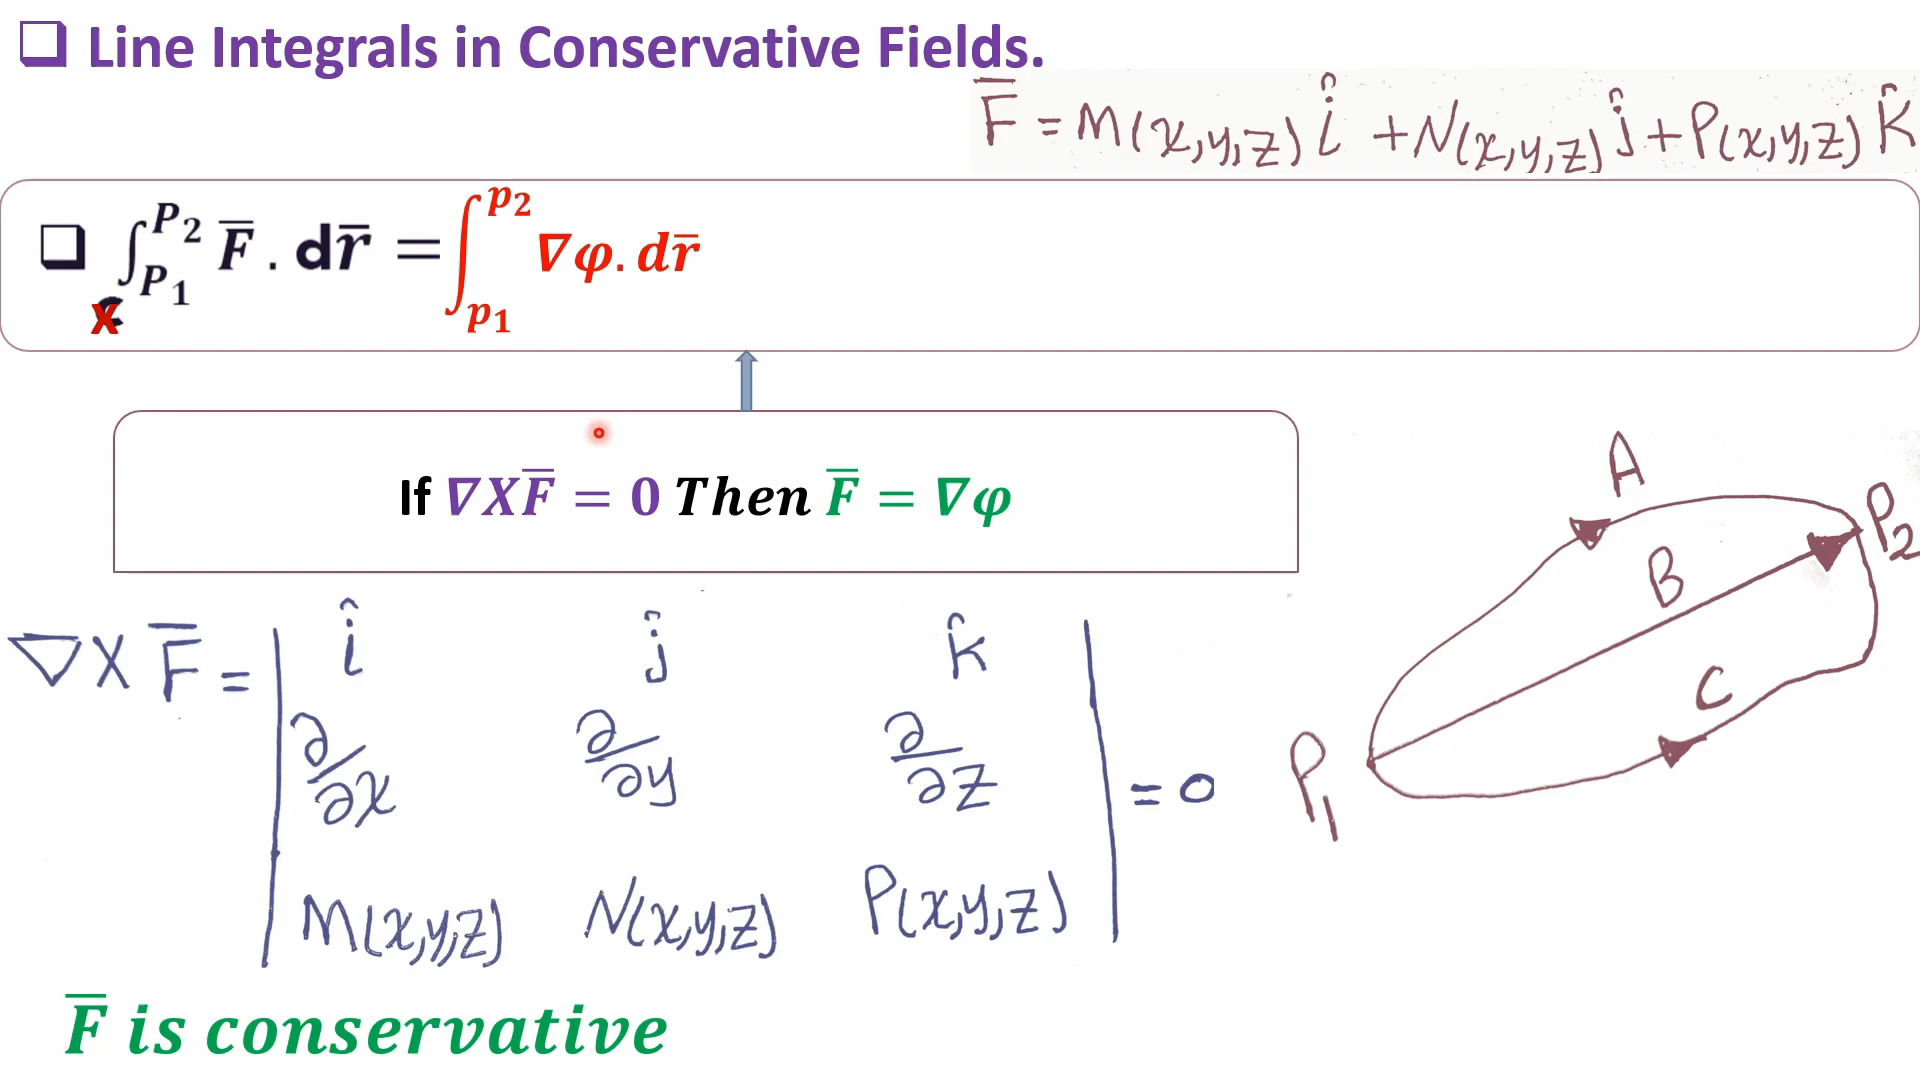 ❑ Line Integrals in Conservative Fields.
F̅ = M(x,y,z) î + N(x,y,z) ĵ + P(x,y,z) k̂
❑ ∫_C^{P₂}_{P₁} F̅ . dr̅ = ∫_{p₁}^{p₂} ∇φ. dr̅
X
If ∇XF̅ = 0 Then F̅ = ∇φ
∇X F̅ = | î ĵ k̂ |
∂/∂x ∂/∂y ∂/∂z = 0
M(x,y,z) N(x,y,z) P(x,y,z)
A
B
C
P₁
P₂
F̅ is conservative